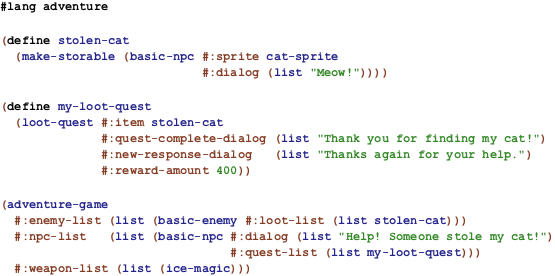 #lang adventure
(define stolen-cat
(make-storable (basic-npc #:sprite cat-sprite
#:dialog (list "Meow!"))))
(define my-loot-quest
(loot-quest #:item stolen-cat
#:quest-complete-dialog (list "Thank you for finding my cat!")
#:new-response-dialog (list "Thanks again for your help.")
#:reward-amount 400))
(adventure-game
#:enemy-list (list (basic-enemy #:loot-list (list stolen-cat)))
#:npc-list (list (basic-npc #:dialog (list "Help! Someone stole my cat!")
#:quest-list (list my-loot-quest)))
#:weapon-list (list (ice-magic)))